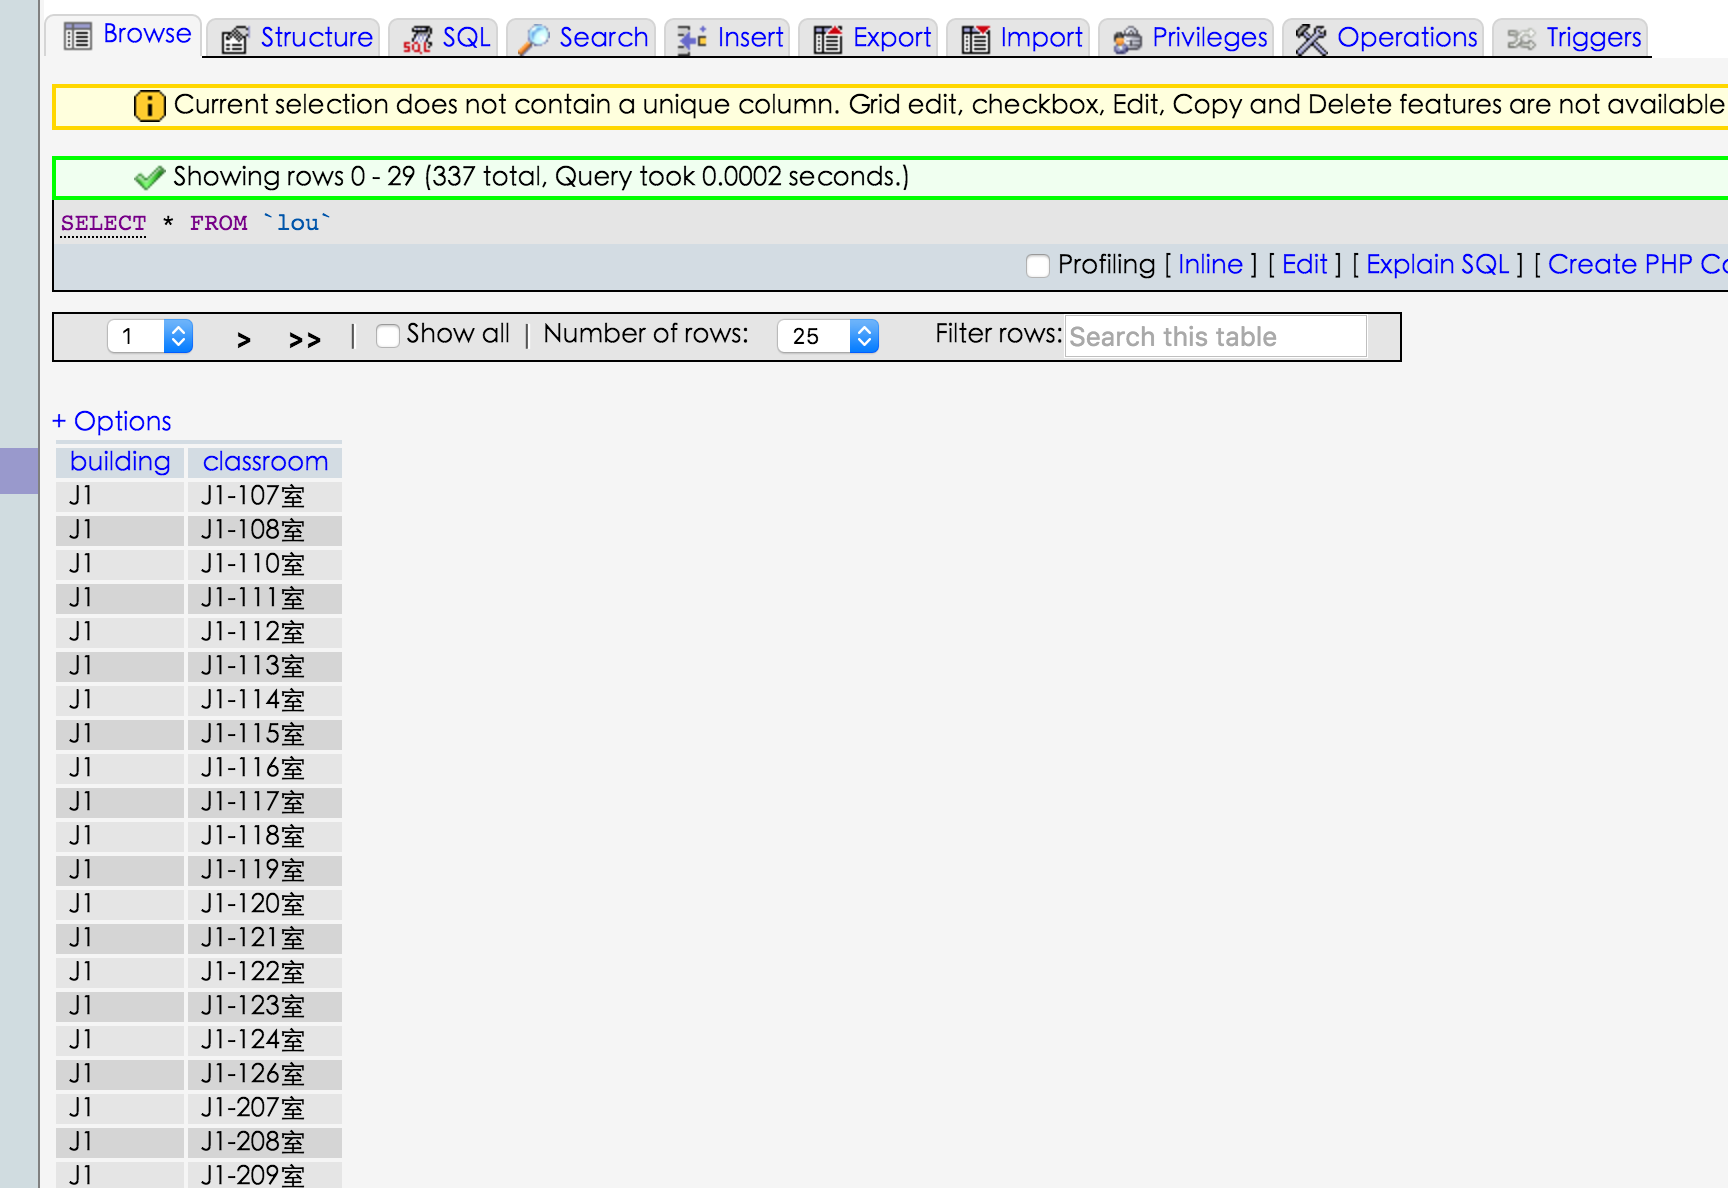 Browse Structure SQL Search Insert Export Import Privileges Operations Triggers
Current selection does not contain a unique column. Grid edit, checkbox, Edit, Copy and Delete features are not available
Showing rows 0 - 29 (337 total, Query took 0.0002 seconds.)
SELECT * FROM `lou`
Profiling [ Inline ] [ Edit ] [ Explain SQL ] [ Create PHP Co
1 > >> | Show all | Number of rows: 25 Filter rows: Search this table
+ Options
building classroom
J1 J1-107室
J1 J1-108室
J1 J1-110室
J1 J1-111室
J1 J1-112室
J1 J1-113室
J1 J1-114室
J1 J1-115室
J1 J1-116室
J1 J1-117室
J1 J1-118室
J1 J1-119室
J1 J1-120室
J1 J1-121室
J1 J1-122室
J1 J1-123室
J1 J1-124室
J1 J1-126室
J1 J1-207室
J1 J1-208室
J1 J1-209室